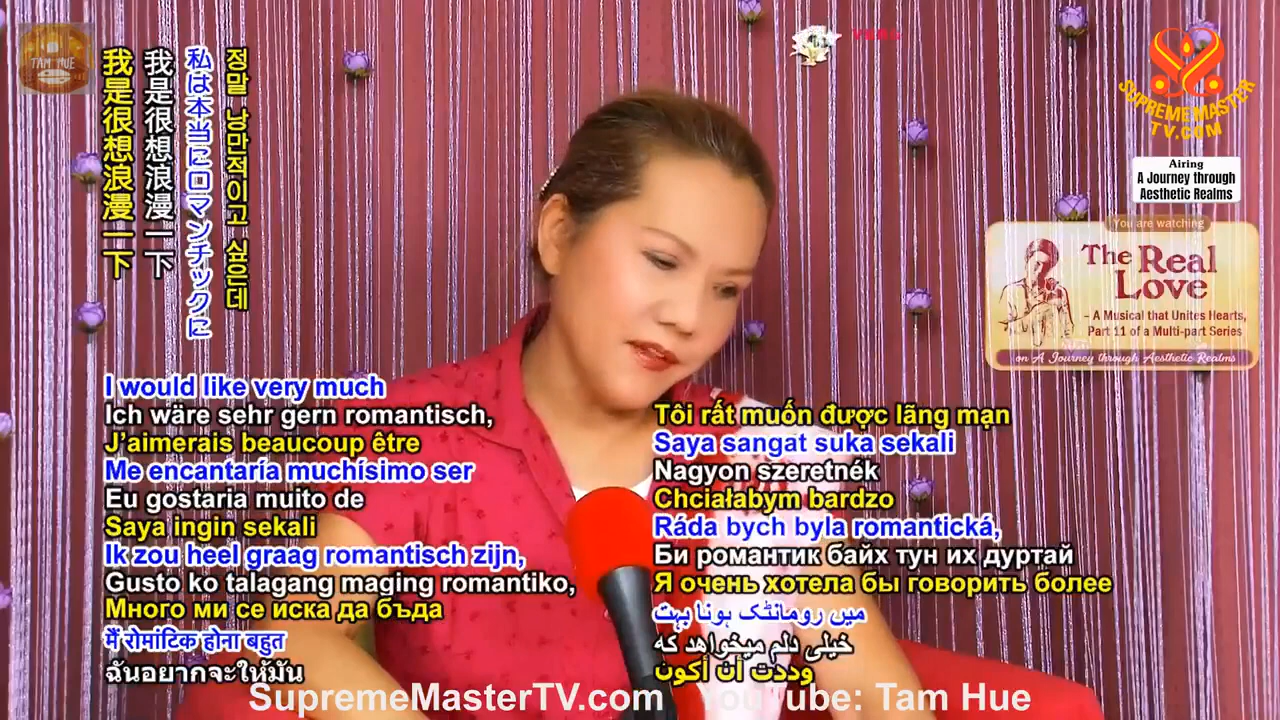 TAM HUE
我是很想浪漫一下
我是很想浪漫一下
私は本当にロマンチックに
정말 낭만적이고 싶은데
SUPREME MASTER
TV.COM
Airing
A Journey through
Aesthetic Realms
You are watching
The Real
Love
– A Musical that Unites Hearts,
Part 11 of a Multi-part Series
on A Journey through Aesthetic Realms
I would like very much
Ich wäre sehr gern romantisch,
J’aimerais beaucoup être
Me encantaría muchísimo ser
Eu gostaria muito de
Saya ingin sekali
Ik zou heel graag romantisch zijn,
Gusto ko talagang maging romantiko,
Много ми се иска да бъда
मैं रोमांटिक होना बहुत
ฉันอยากจะให้มัน
Tôi rất muốn được lãng mạn
Saya sangat suka sekali
Nagyon szeretnék
Chciałabym bardzo
Ráda bych byla romantická,
Би романтик байх тун их дуртай
Я очень хотела бы говорить более
میں رومانٹک ہونا بہت
خیلی دلم میخواهد که
وددت أن أكون
SupremeMasterTV.com YouTube: Tam Hue